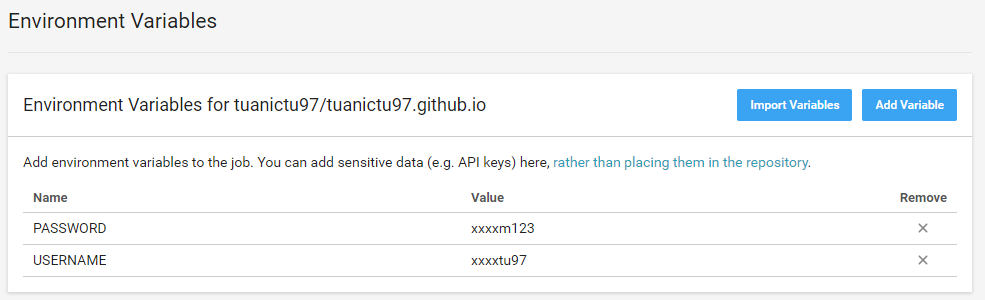 Environment Variables
Environment Variables for tuanictu97/tuanictu97.github.io
Import Variables
Add Variable
Add environment variables to the job. You can add sensitive data (e.g. API keys) here, rather than placing them in the repository.
Name Value Remove
PASSWORD xxxxm123 ×
USERNAME xxxxtu97 ×